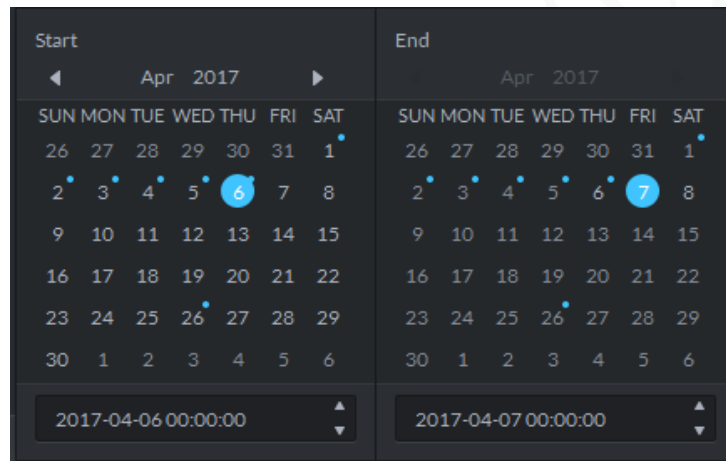 Start
Apr 2017
SUN MON TUE WED THU FRI SAT
26 27 28 29 30 31 1
2 3 4 5 6 7 8
9 10 11 12 13 14 15
16 17 18 19 20 21 22
23 24 25 26 27 28 29
30 1 2 3 4 5 6
2017-04-06 00:00:00
End
Apr 2017
SUN MON TUE WED THU FRI SAT
26 27 28 29 30 31 1
2 3 4 5 6 7 8
9 10 11 12 13 14 15
16 17 18 19 20 21 22
23 24 25 26 27 28 29
30 1 2 3 4 5 6
2017-04-07 00:00:00